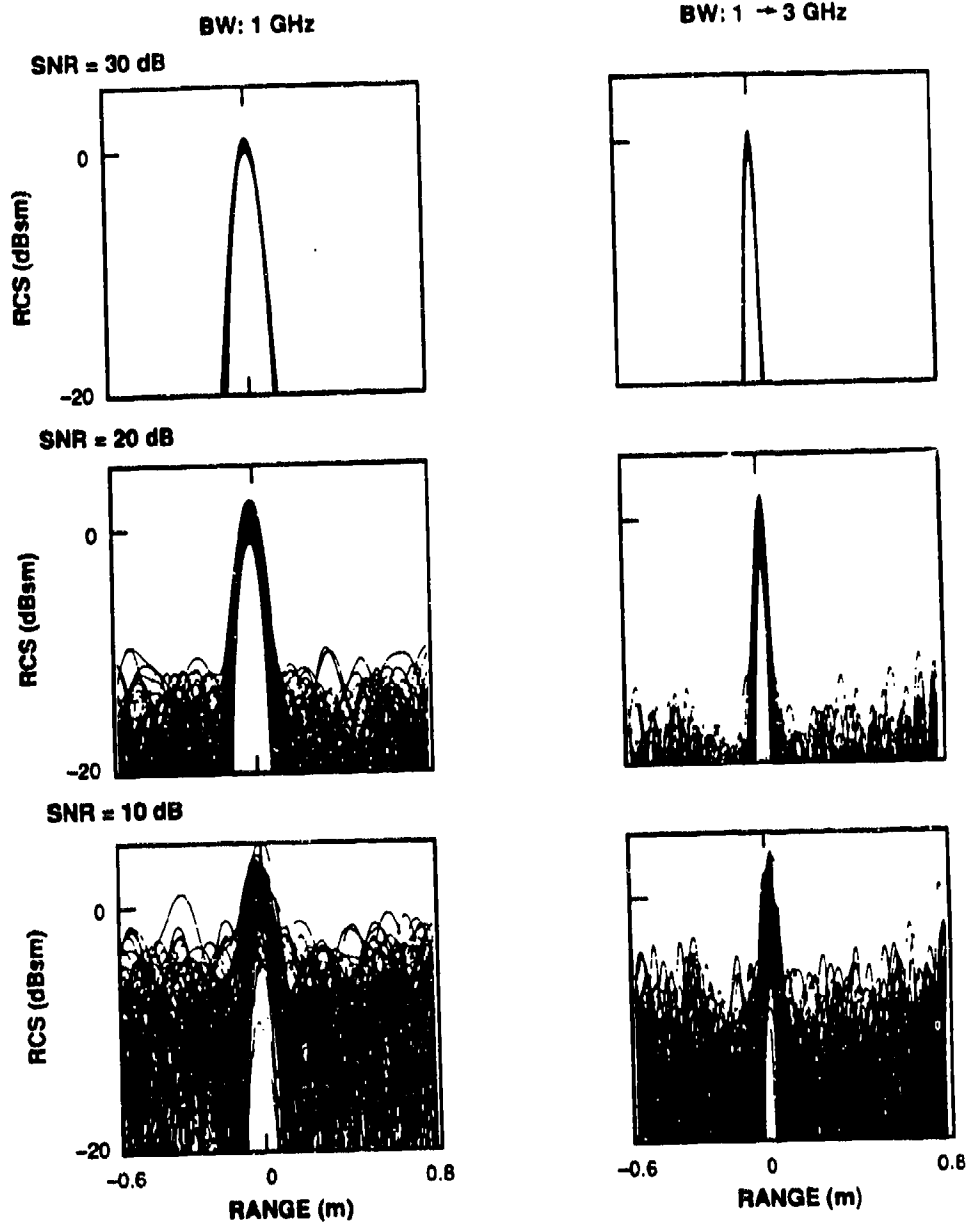 BW: 1 GHz
BW: 1 → 3 GHz
SNR = 30 dB
0
RCS (dBsm)
-20
SNR = 20 dB
0
RCS (dBsm)
-20
SNR = 10 dB
0
RCS (dBsm)
-20
-0.6
0
0.8
RANGE (m)
-0.6
0
0.8
RANGE (m)